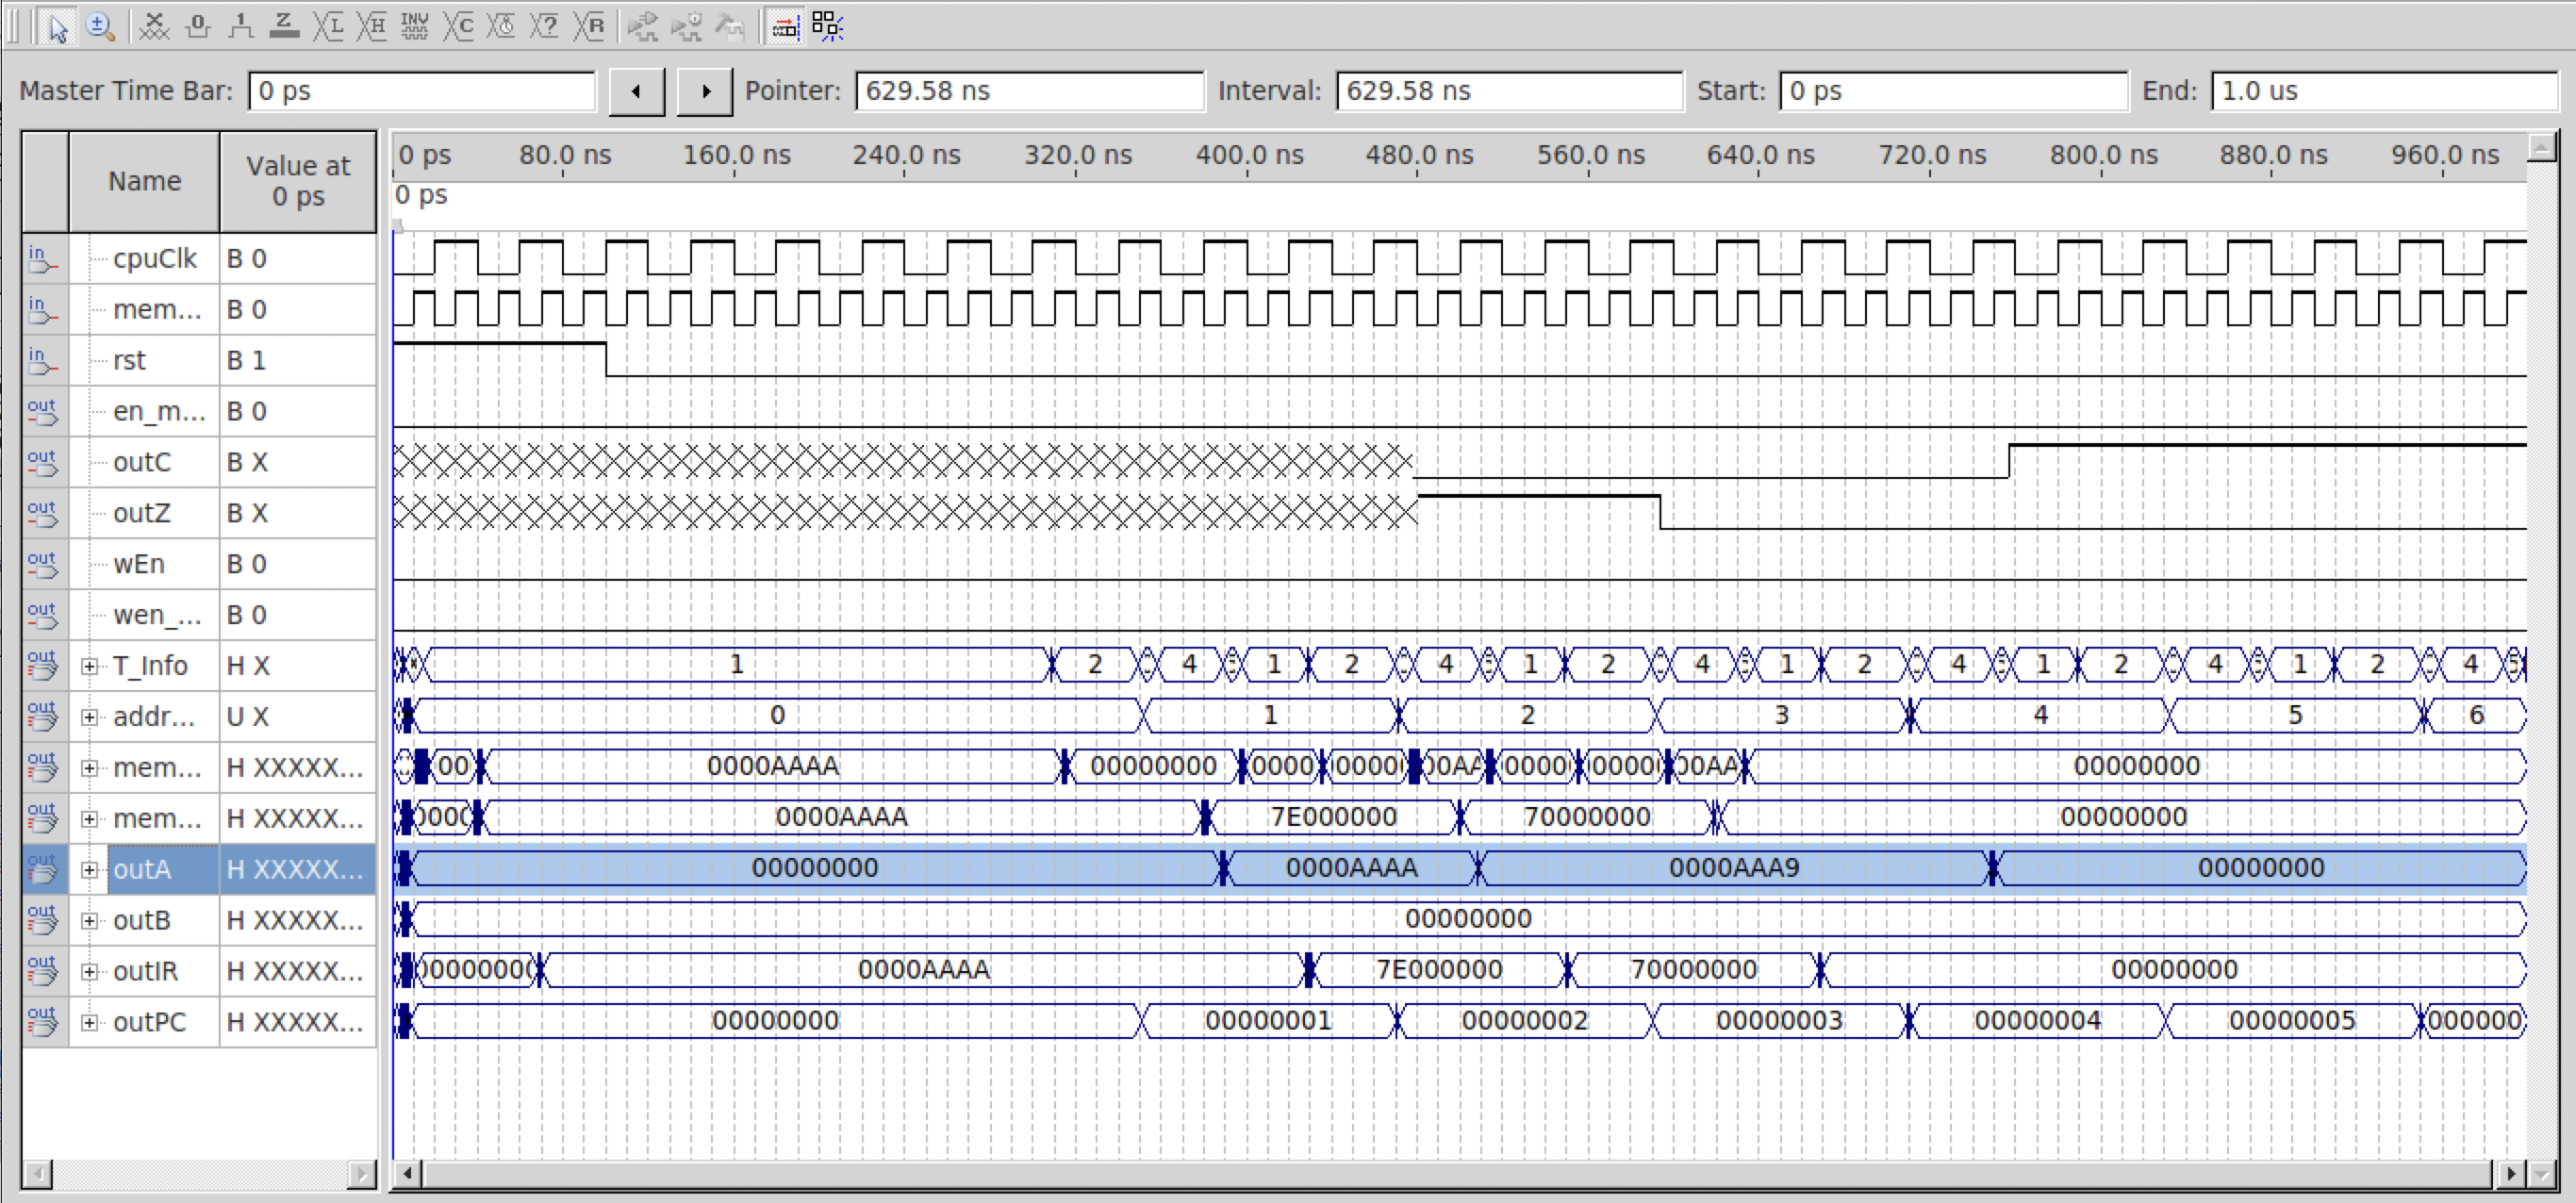 Master Time Bar: 0 ps Pointer: 629.58 ns Interval: 629.58 ns Start: 0 ps End: 1.0 us
Name Value at 0 ps
0 ps 80.0 ns 160.0 ns 240.0 ns 320.0 ns 400.0 ns 480.0 ns 560.0 ns 640.0 ns 720.0 ns 800.0 ns 880.0 ns 960.0 ns
0 ps
in cpuClk B 0
in mem... B 0
in rst B 1
out en_m... B 0
out outC B X
out outZ B X
out wEn B 0
out wen_... B 0
out T_Info H X 1 2 4 1 2 4 1 2 4 1 2 4 1 2 4 1 2 4 5
out addr... U X 0 1 2 3 4 5 6
out mem... H XXXXX... 00 0000AAAA 00000000 0000 0000 00AA 0000 0000 00AA 00000000
out mem... H XXXXX... 0000 0000AAAA 7E000000 70000000 00000000
out outA H XXXXX... 00000000 0000AAAA 0000AAA9 00000000
out outB H XXXXX... 00000000
out outIR H XXXXX... 00000000 0000AAAA 7E000000 70000000 00000000
out outPC H XXXXX... 00000000 00000001 00000002 00000003 00000004 00000005 000000